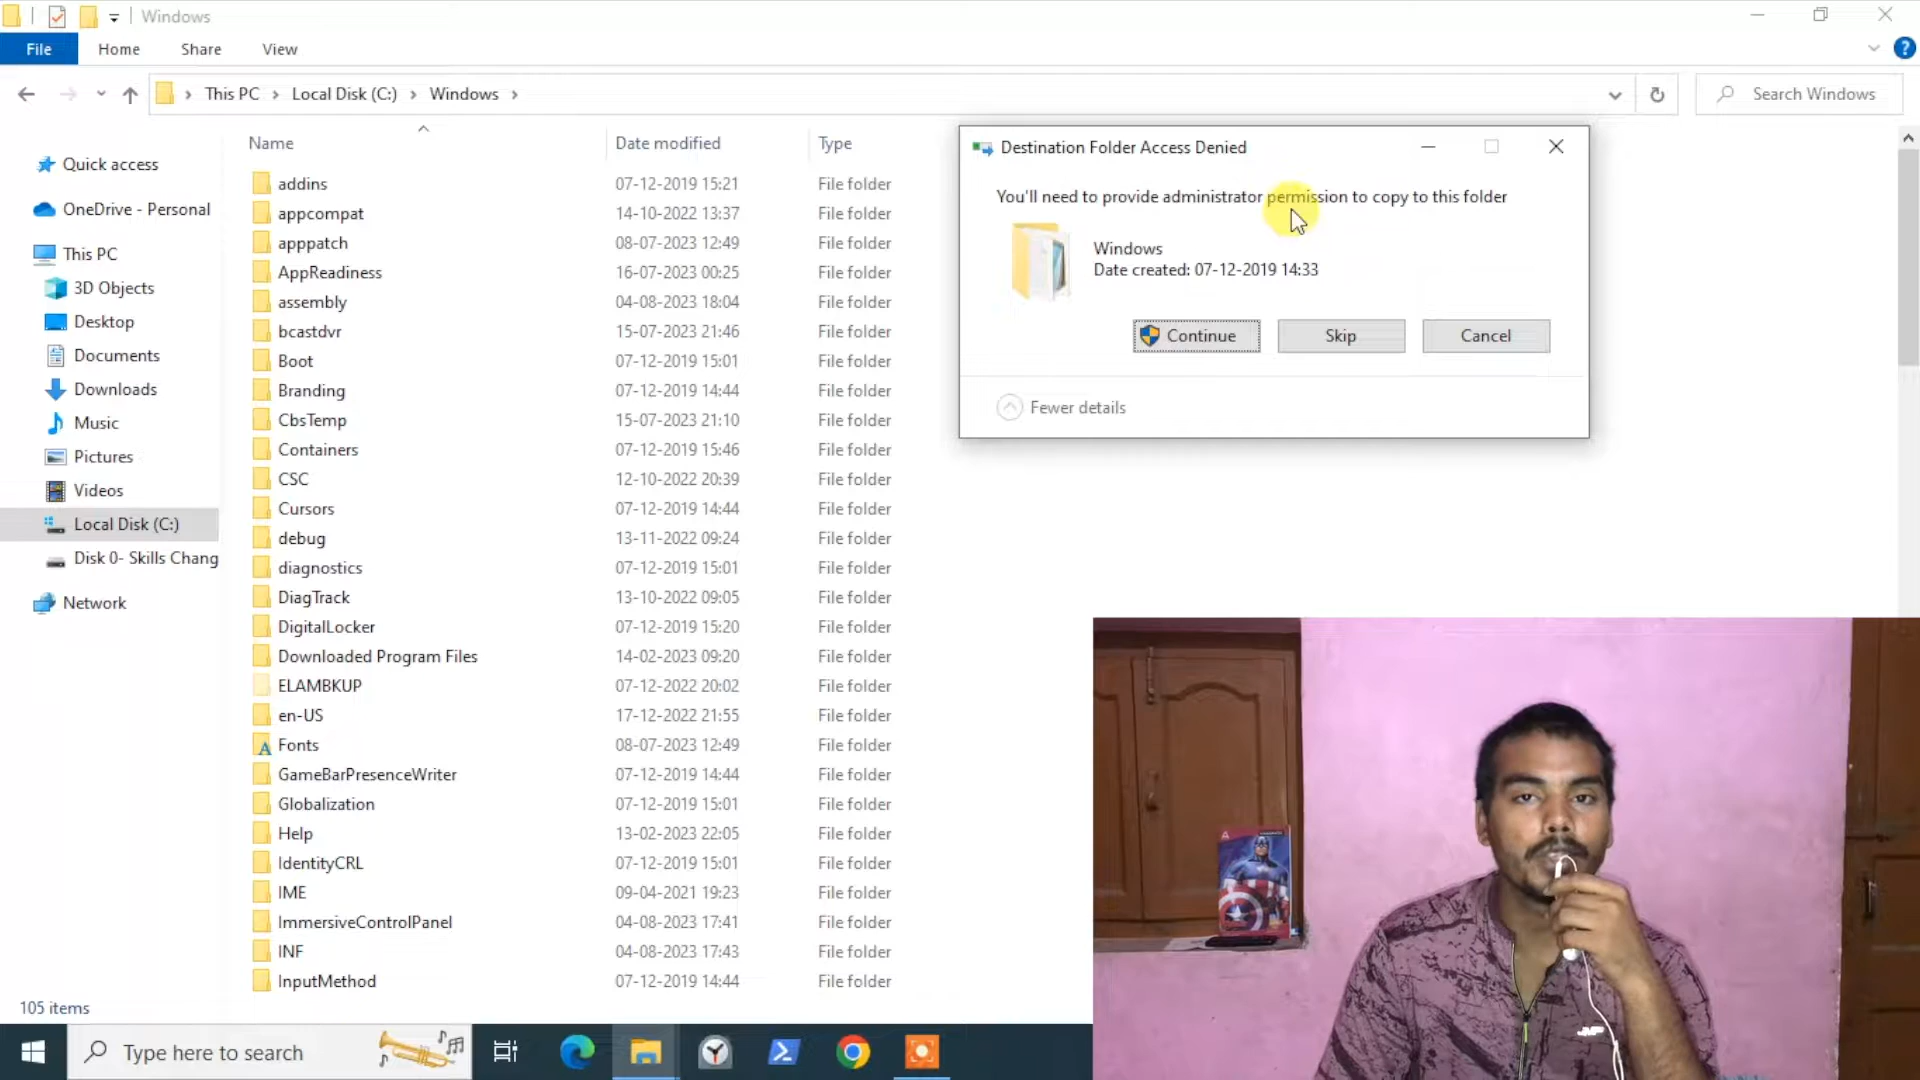 Windows
File Home Share View
This PC Local Disk (C:) Windows
Search Windows
Name Date modified Type
Quick access
OneDrive - Personal
This PC
3D Objects
Desktop
Documents
Downloads
Music
Pictures
Videos
Local Disk (C:)
Disk 0- Skills Chang
Network
addins 07-12-2019 15:21 File folder
appcompat 14-10-2022 13:37 File folder
apppatch 08-07-2023 12:49 File folder
AppReadiness 16-07-2023 00:25 File folder
assembly 04-08-2023 18:04 File folder
bcastdvr 15-07-2023 21:46 File folder
Boot 07-12-2019 15:01 File folder
Branding 07-12-2019 14:44 File folder
CbsTemp 15-07-2023 21:10 File folder
Containers 07-12-2019 15:46 File folder
CSC 12-10-2022 20:39 File folder
Cursors 07-12-2019 14:44 File folder
debug 13-11-2022 09:24 File folder
diagnostics 07-12-2019 15:01 File folder
DiagTrack 13-10-2022 09:05 File folder
DigitalLocker 07-12-2019 15:20 File folder
Downloaded Program Files 14-02-2023 09:20 File folder
ELAMBKUP 07-12-2022 20:02 File folder
en-US 17-12-2022 21:55 File folder
Fonts 08-07-2023 12:49 File folder
GameBarPresenceWriter 07-12-2019 14:44 File folder
Globalization 07-12-2019 15:01 File folder
Help 13-02-2023 22:05 File folder
IdentityCRL 07-12-2019 15:01 File folder
IME 09-04-2021 19:23 File folder
ImmersiveControlPanel 04-08-2023 17:41 File folder
INF 04-08-2023 17:43 File folder
InputMethod 07-12-2019 14:44 File folder
Destination Folder Access Denied
You'll need to provide administrator permission to copy to this folder
Windows
Date created: 07-12-2019 14:33
Continue Skip Cancel
Fewer details
105 items
Type here to search